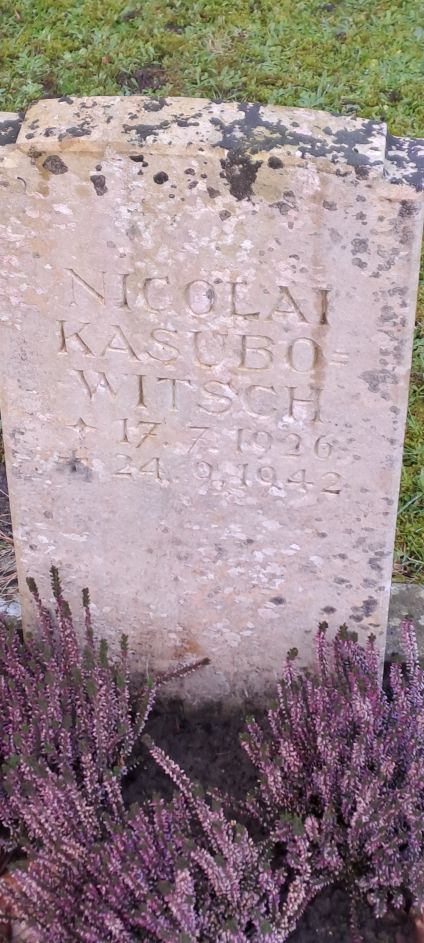 NICOLAI
KASUBO=
WITSCH
* 17. 7. 1926
✝ 24. 9. 1942